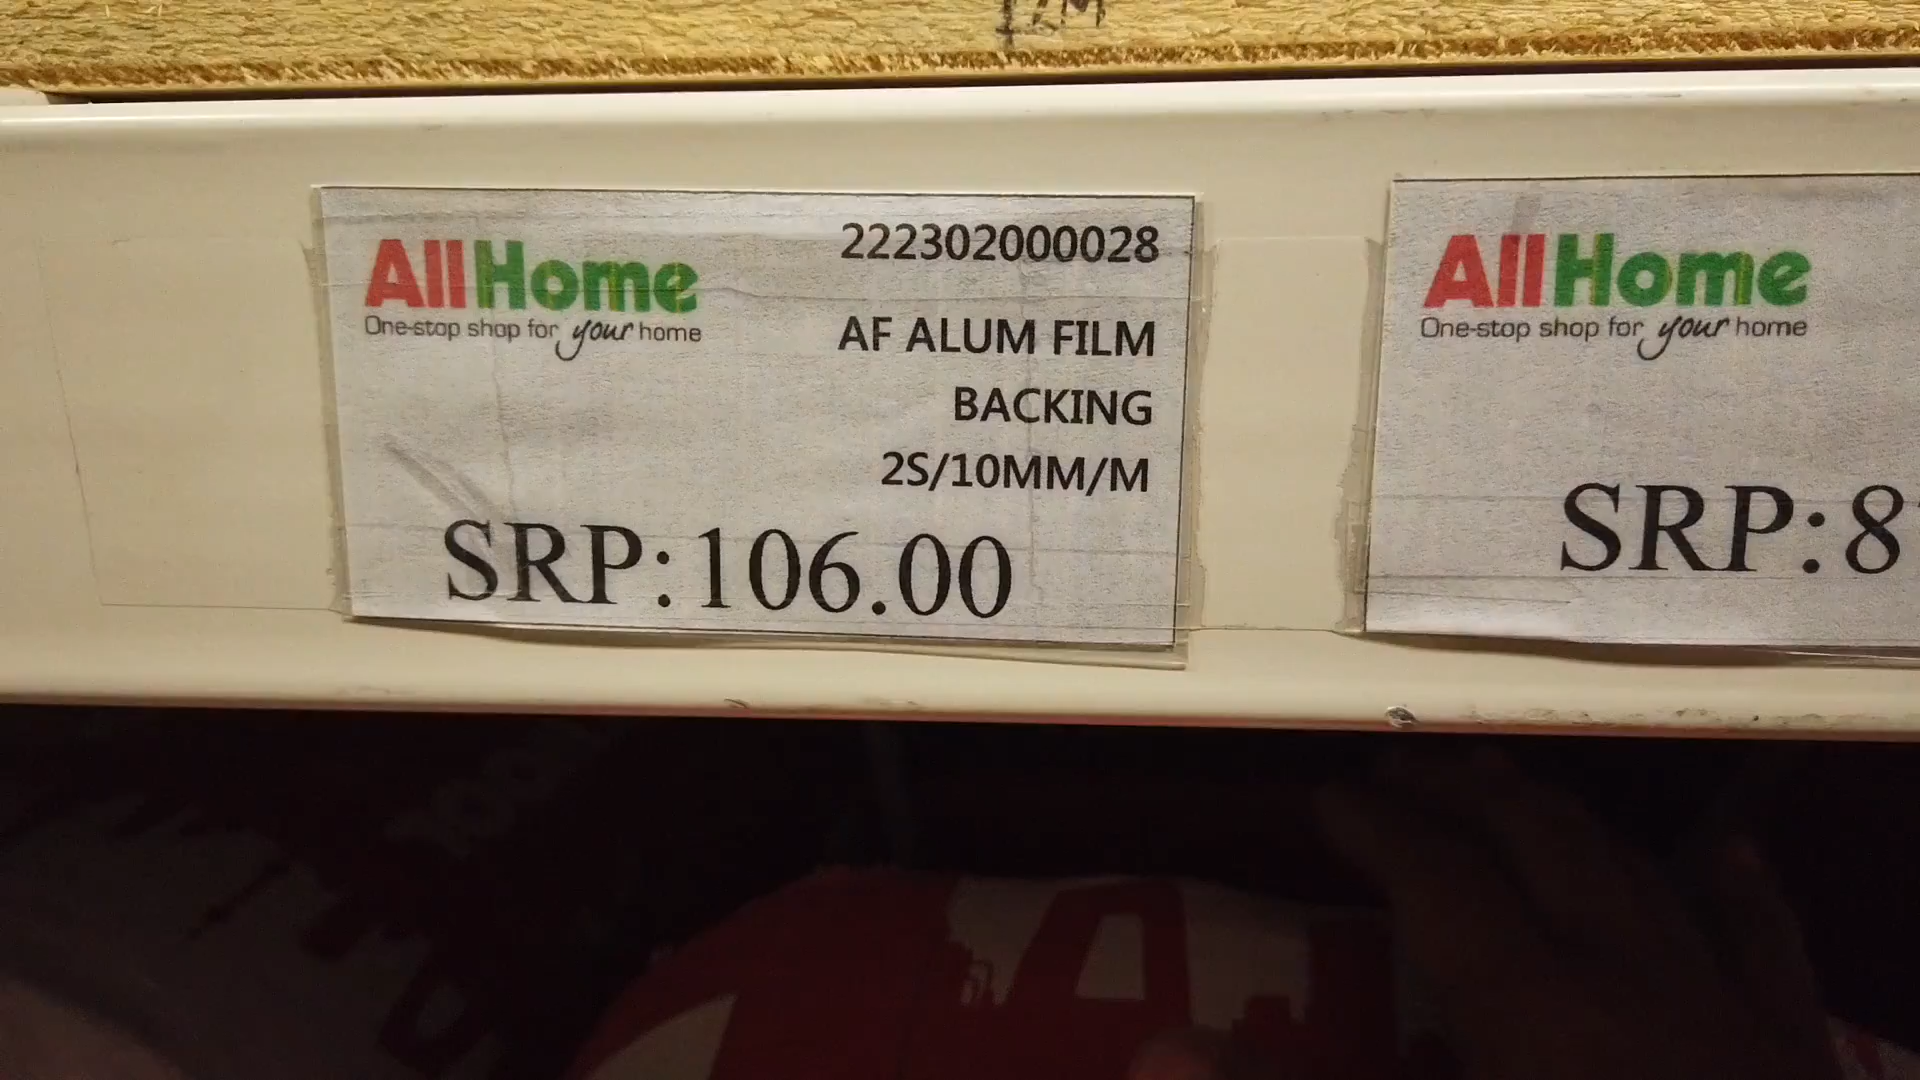 AllHome
One-stop shop for your home
222302000028
AF ALUM FILM
BACKING
2S/10MM/M
SRP:106.00
AllHome
One-stop shop for your home
SRP:8